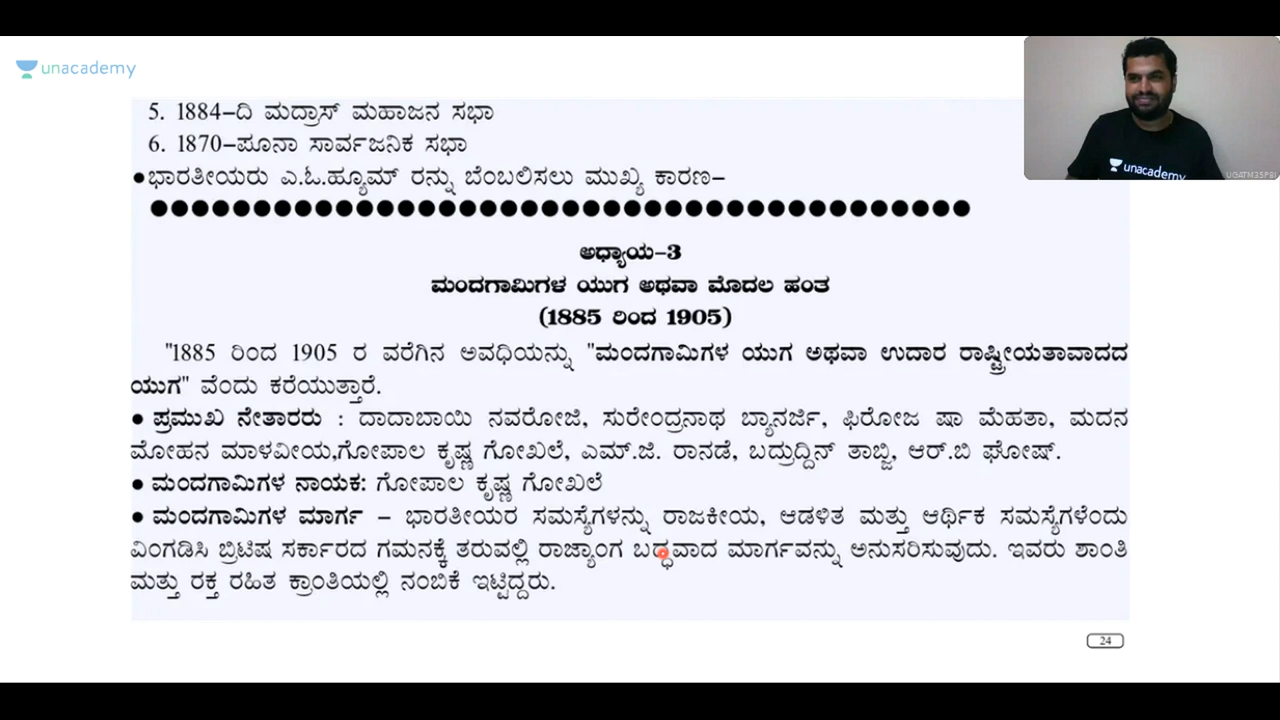 unacademy
5. 1884–ದಿ ಮದ್ರಾಸ್ ಮಹಾಜನ ಸಭಾ
6. 1870–ಪೂನಾ ಸಾರ್ವಜನಿಕ ಸಭಾ
●ಭಾರತೀಯರು ಎ.ಓ.ಹ್ಯೂಮ್ ರನ್ನು ಬೆಂಬಲಿಸಲು ಮುಖ್ಯ ಕಾರಣ–
ಅಧ್ಯಾಯ–3
ಮಂದಗಾಮಿಗಳ ಯುಗ ಅಥವಾ ಮೊದಲ ಹಂತ
(1885 ರಿಂದ 1905)
"1885 ರಿಂದ 1905 ರ ವರೆಗಿನ ಅವಧಿಯನ್ನು "ಮಂದಗಾಮಿಗಳ ಯುಗ ಅಥವಾ ಉದಾರ ರಾಷ್ಟ್ರೀಯತಾವಾದದ
ಯುಗ" ವೆಂದು ಕರೆಯುತ್ತಾರೆ.
● ಪ್ರಮುಖ ನೇತಾರರು : ದಾದಾಬಾಯಿ ನವರೋಜಿ, ಸುರೇಂದ್ರನಾಥ ಬ್ಯಾನರ್ಜಿ, ಫಿರೋಜ ಷಾ ಮೆಹತಾ, ಮದನ
ಮೋಹನ ಮಾಳವೀಯ,ಗೋಪಾಲ ಕೃಷ್ಣ ಗೋಖಲೆ, ಎಮ್.ಜಿ. ರಾನಡೆ, ಬದ್ರುದ್ದಿನ್ ತಾಬ್ಜಿ, ಆರ್.ಬಿ ಘೋಷ್.
● ಮಂದಗಾಮಿಗಳ ನಾಯಕ: ಗೋಪಾಲ ಕೃಷ್ಣ ಗೋಖಲೆ
● ಮಂದಗಾಮಿಗಳ ಮಾರ್ಗ – ಭಾರತೀಯರ ಸಮಸ್ಯೆಗಳನ್ನು ರಾಜಕೀಯ, ಆಡಳಿತ ಮತ್ತು ಆರ್ಥಿಕ ಸಮಸ್ಯೆಗಳೆಂದು
ವಿಂಗಡಿಸಿ ಬ್ರಿಟಿಷ ಸರ್ಕಾರದ ಗಮನಕ್ಕೆ ತರುವಲ್ಲಿ ರಾಜ್ಯಾಂಗ ಬದ್ಧವಾದ ಮಾರ್ಗವನ್ನು ಅನುಸರಿಸುವುದು. ಇವರು ಶಾಂತಿ
ಮತ್ತು ರಕ್ತ ರಹಿತ ಕ್ರಾಂತಿಯಲ್ಲಿ ನಂಬಿಕೆ ಇಟ್ಟಿದ್ದರು.
24
unacademy